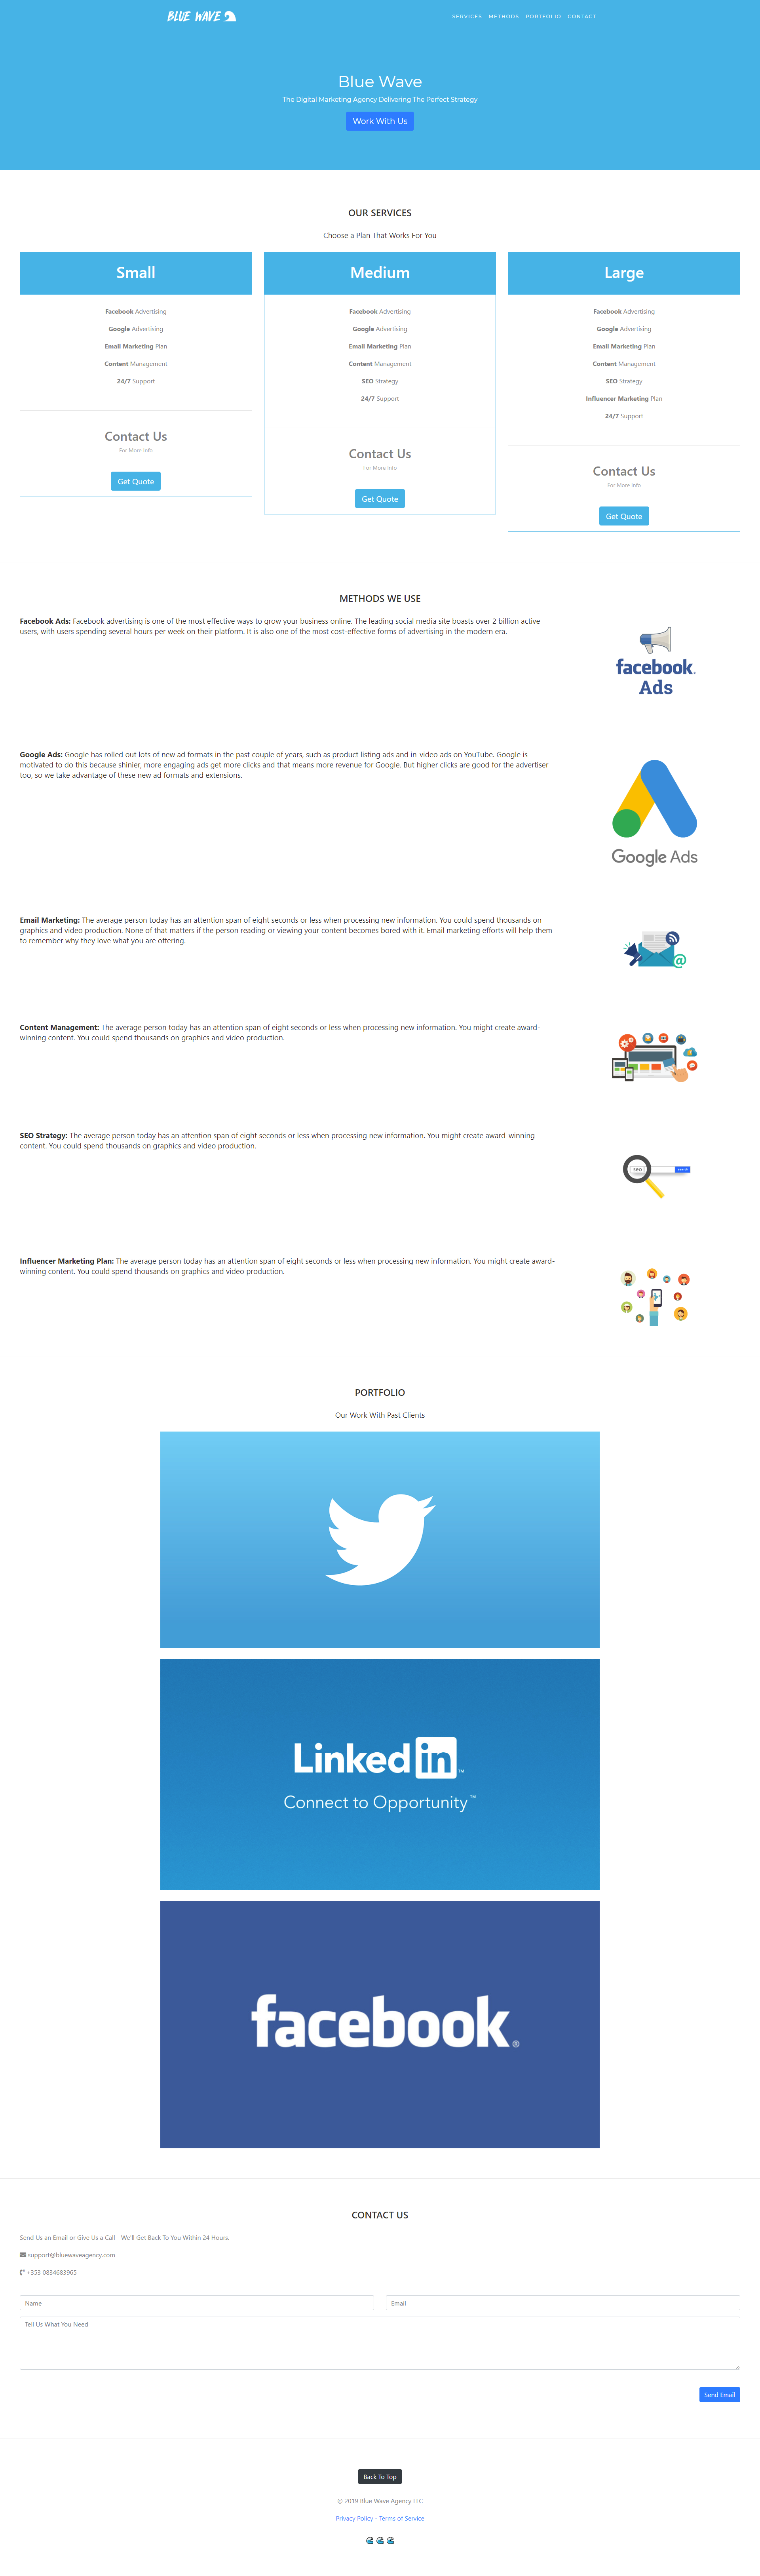 BLUE WAVE
SERVICES METHODS PORTFOLIO CONTACT
Blue Wave
The Digital Marketing Agency Delivering The Perfect Strategy
Work With Us
OUR SERVICES
Choose a Plan That Works For You
Small
Facebook Advertising
Google Advertising
Email Marketing Plan
Content Management
24/7 Support
Contact Us
For More Info
Get Quote
Medium
Facebook Advertising
Google Advertising
Email Marketing Plan
Content Management
SEO Strategy
24/7 Support
Contact Us
For More Info
Get Quote
Large
Facebook Advertising
Google Advertising
Email Marketing Plan
Content Management
SEO Strategy
Influencer Marketing Plan
24/7 Support
Contact Us
For More Info
Get Quote
METHODS WE USE
Facebook Ads: Facebook advertising is one of the most effective ways to grow your business online. The leading social media site boasts over 2 billion active
users, with users spending several hours per week on their platform. It is also one of the most cost-effective forms of advertising in the modern era.
facebook.
Ads
Google Ads: Google has rolled out lots of new ad formats in the past couple of years, such as product listing ads and in-video ads on YouTube. Google is
motivated to do this because shinier, more engaging ads get more clicks and that means more revenue for Google. But higher clicks are good for the advertiser
too, so we take advantage of these new ad formats and extensions.
Google Ads
Email Marketing: The average person today has an attention span of eight seconds or less when processing new information. You could spend thousands on
graphics and video production. None of that matters if the person reading or viewing your content becomes bored with it. Email marketing efforts will help them
to remember why they love what you are offering.
@
Content Management: The average person today has an attention span of eight seconds or less when processing new information. You might create award-
winning content. You could spend thousands on graphics and video production.
SEO Strategy: The average person today has an attention span of eight seconds or less when processing new information. You might create award-winning
content. You could spend thousands on graphics and video production.
SEO
Influencer Marketing Plan: The average person today has an attention span of eight seconds or less when processing new information. You might create award-
winning content. You could spend thousands on graphics and video production.
PORTFOLIO
Our Work With Past Clients
Linked in ™
Connect to Opportunity ™
facebook®
CONTACT US
Send Us an Email or Give Us a Call - We'll Get Back To You Within 24 Hours.
support@bluewaveagency.com
+353 0834683965
Name
Email
Tell Us What You Need
Send Email
Back To Top
© 2019 Blue Wave Agency LLC
Privacy Policy - Terms of Service